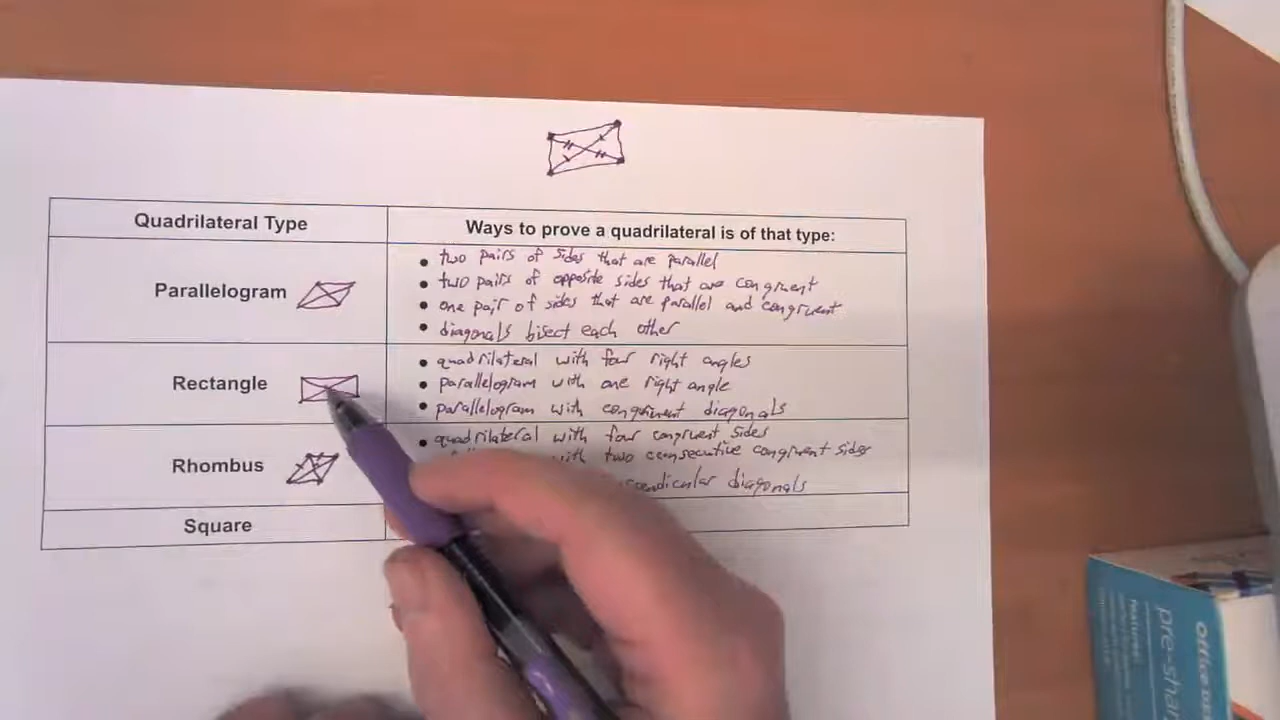 Quadrilateral Type
Ways to prove a quadrilateral is of that type:
Parallelogram
• two pairs of sides that are parallel
• two pairs of opposite sides that are congruent
• one pair of sides that are parallel and congruent
• diagonals bisect each other
Rectangle
• quadrilateral with four right angles
• parallelogram with one right angle
• parallelogram with congruent diagonals
Rhombus
• quadrilateral with four congruent sides
with two consecutive congruent sides
diagonals
Square
pre-sha